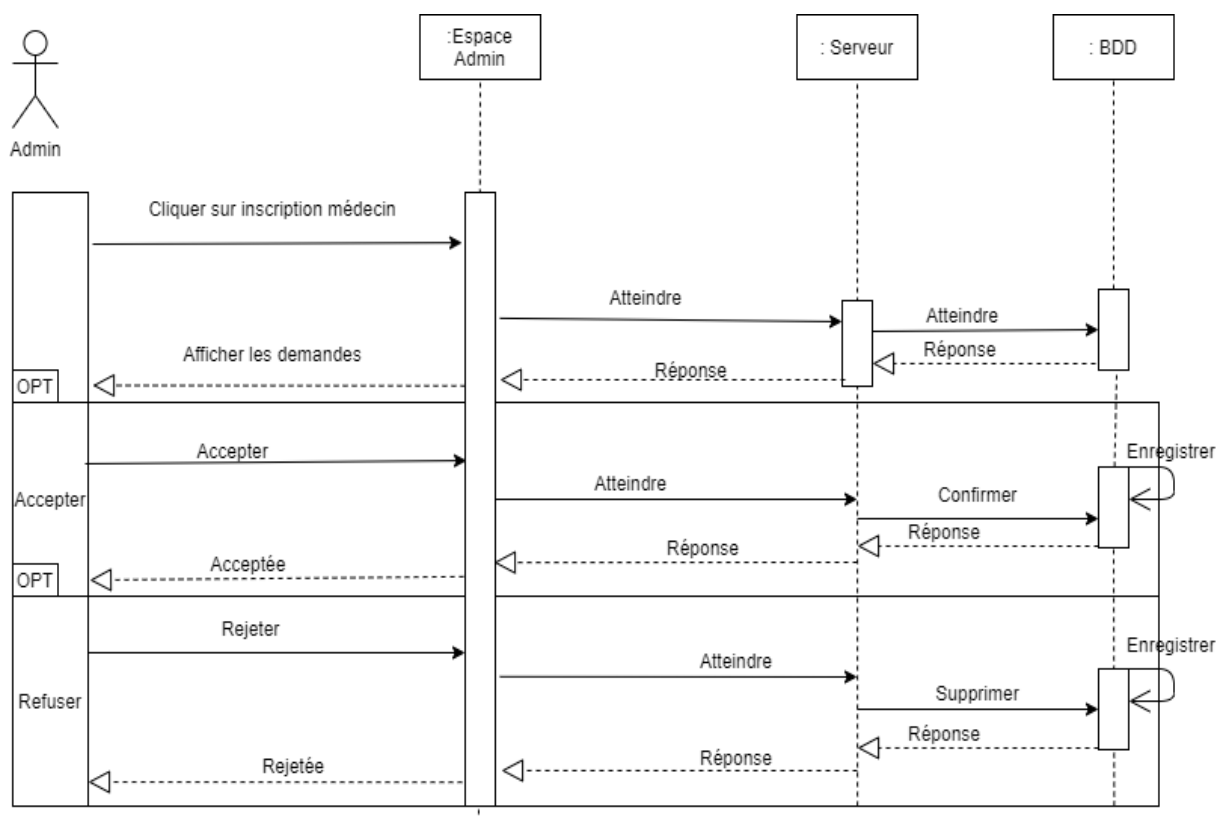 :Espace
Admin
: Serveur
: BDD
Admin
Cliquer sur inscription médecin
Atteindre
Atteindre
Réponse
Afficher les demandes
Réponse
OPT
Accepter
Enregistrer
Atteindre
Confirmer
Accepter
Réponse
Réponse
Acceptée
OPT
Rejeter
Enregistrer
Atteindre
Supprimer
Refuser
Réponse
Réponse
Rejetée